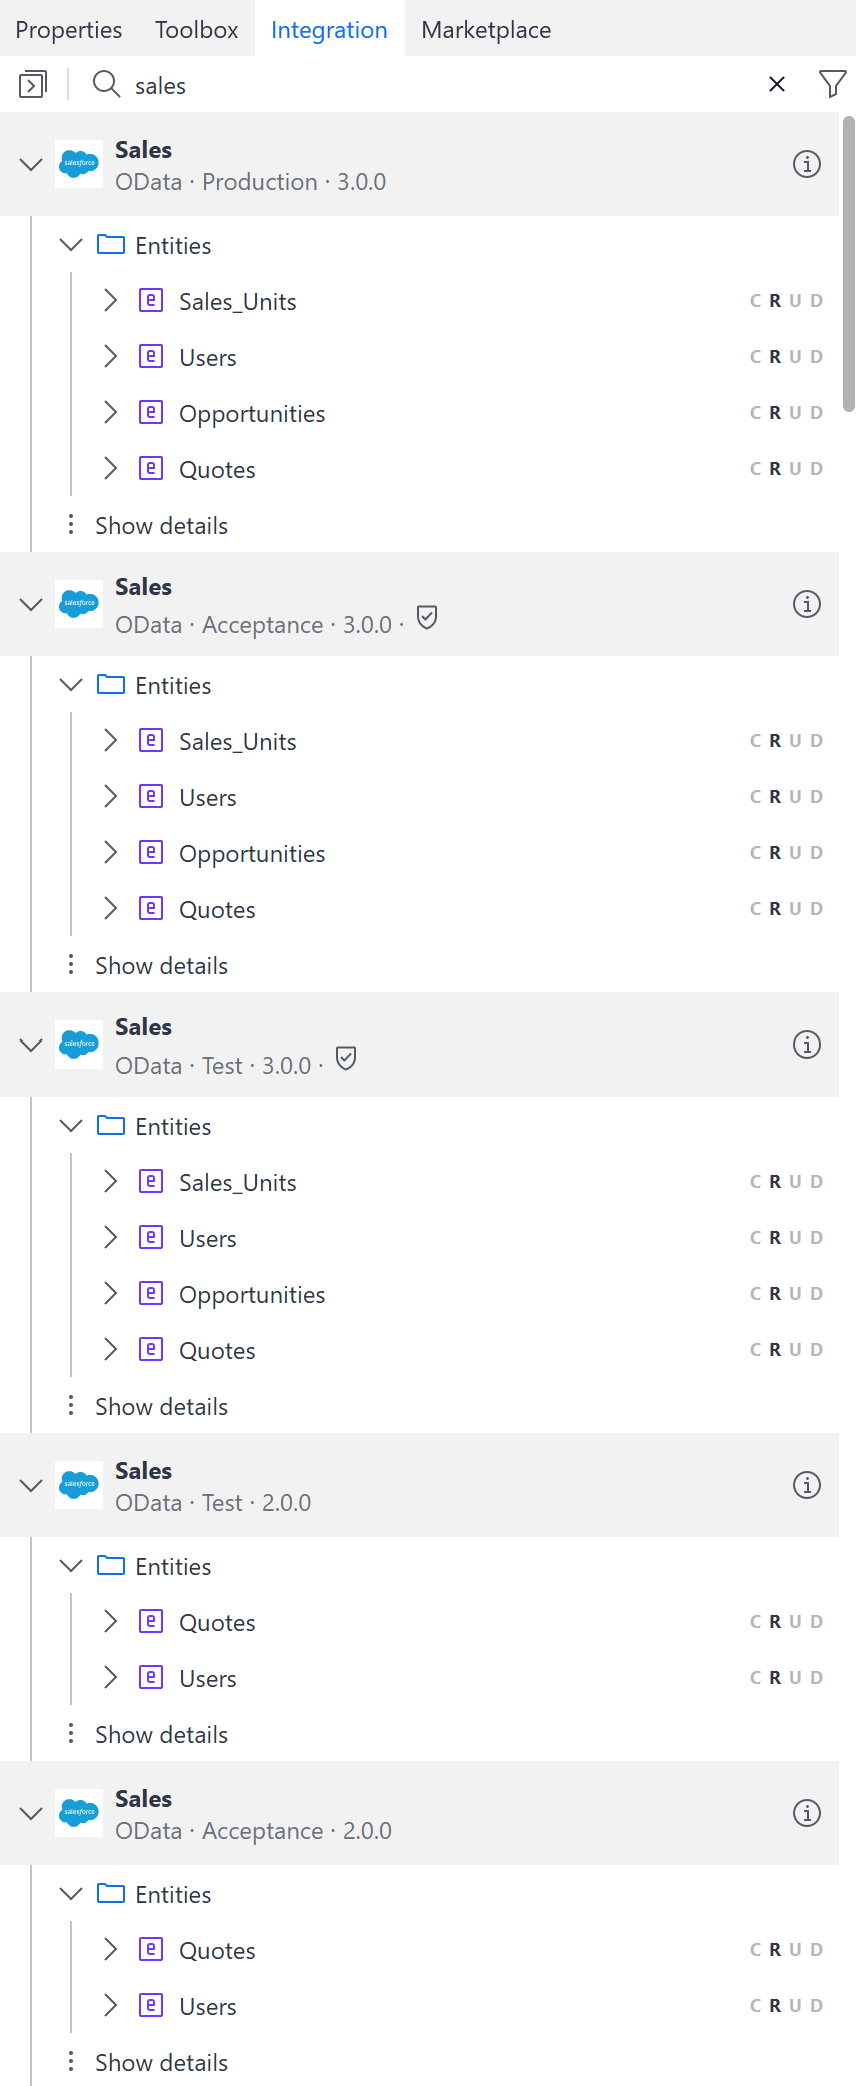 Properties Toolbox Integration Marketplace
sales
salesforce
Sales
OData · Production · 3.0.0
Entities
Sales_Units C R U D
Users C R U D
Opportunities C R U D
Quotes C R U D
Show details
salesforce
Sales
OData · Acceptance · 3.0.0 ·
Entities
Sales_Units C R U D
Users C R U D
Opportunities C R U D
Quotes C R U D
Show details
salesforce
Sales
OData · Test · 3.0.0 ·
Entities
Sales_Units C R U D
Users C R U D
Opportunities C R U D
Quotes C R U D
Show details
salesforce
Sales
OData · Test · 2.0.0
Entities
Quotes C R U D
Users C R U D
Show details
salesforce
Sales
OData · Acceptance · 2.0.0
Entities
Quotes C R U D
Users C R U D
Show details